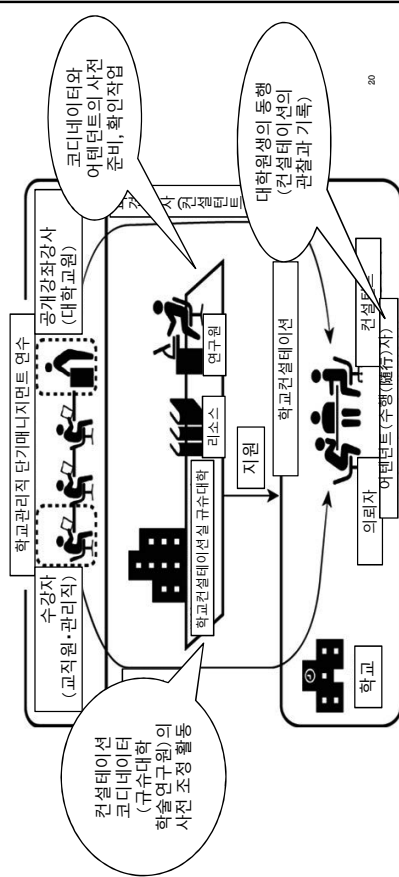 학교관리직 단기매니지먼트 연수
수강자
(교직원·관리직)
공개강좌강사
(대학교원)
코디네이터와
어텐던트의 사전
준비, 확인작업
컨설테이션
코디네이터
(규슈대학
학술연구원)의
사전 조정 활동
학교컨설테이션실 규슈대학
리소스
연구원
지원
학교컨설테이션
대학원생의 동행
(컨설테이션의
관찰과 기록)
학교
의뢰자
어텐던트(수행(随行)사)
20